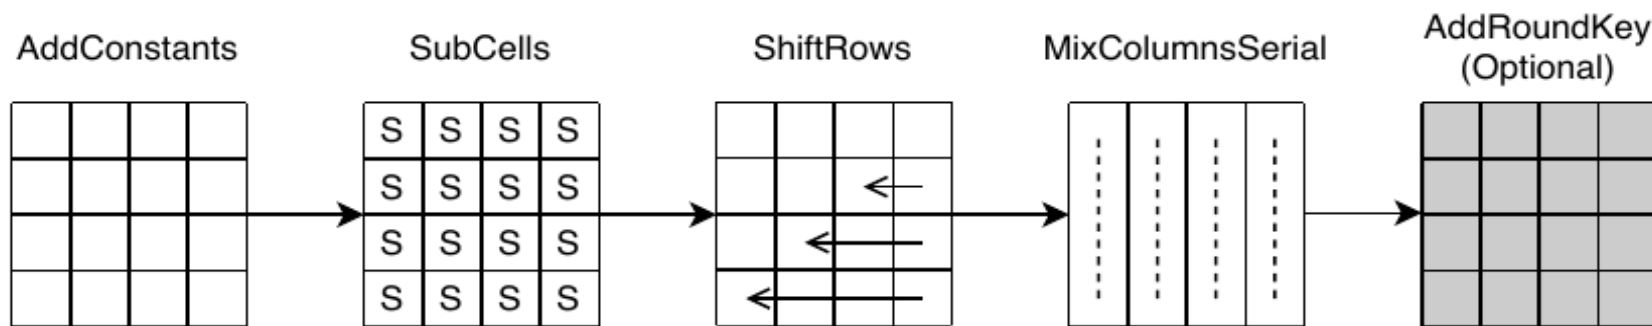 AddConstants
SubCells
ShiftRows
MixColumnsSerial
AddRoundKey
(Optional)
S S S S
S S S S
S S S S
S S S S